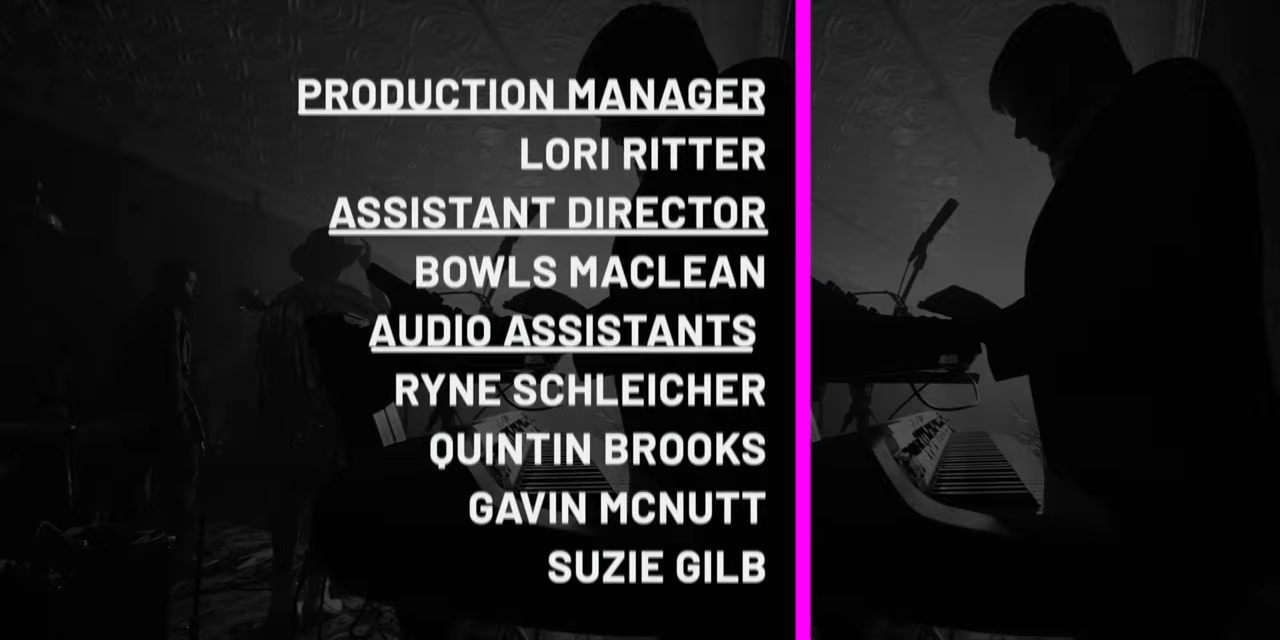 PRODUCTION MANAGER
LORI RITTER
ASSISTANT DIRECTOR
BOWLS MACLEAN
AUDIO ASSISTANTS
RYNE SCHLEICHER
QUINTIN BROOKS
GAVIN MCNUTT
SUZIE GILB